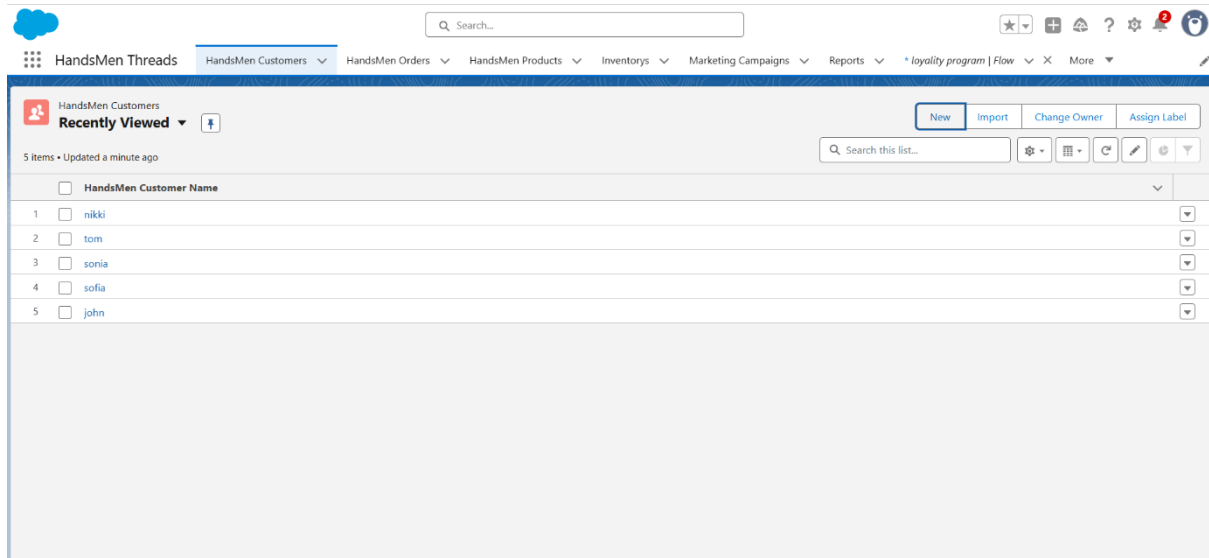 Search...
2
HandsMen Threads HandsMen Customers HandsMen Orders HandsMen Products Inventorys Marketing Campaigns Reports * loyality program | Flow More
HandsMen Customers
Recently Viewed
New Import Change Owner Assign Label
5 items • Updated a minute ago
Search this list...
HandsMen Customer Name
1 nikki
2 tom
3 sonia
4 sofia
5 john